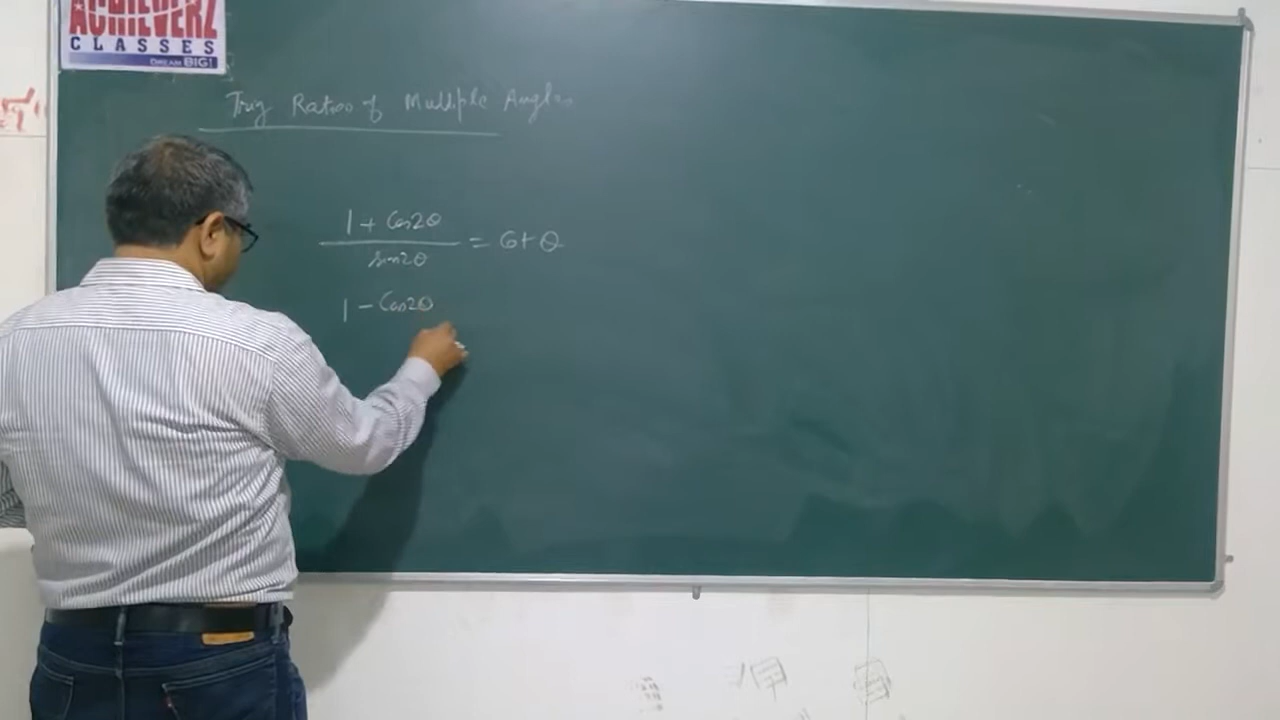 ACHIEVERZ
CLASSES
DREAM BIG!
Trig Ratios of Multiple Angles
1 + Cos2θ
sin2θ
= Cot θ
1 - Cos2θ